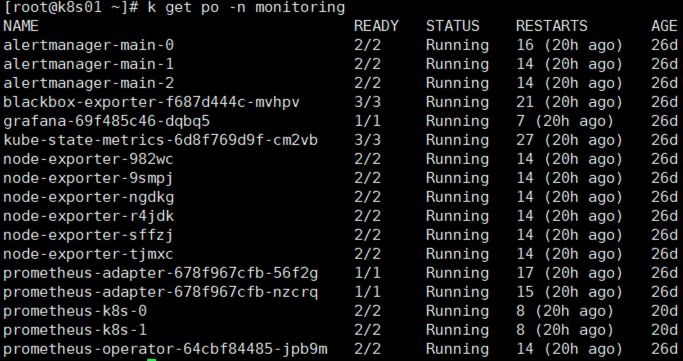 [root@k8s01 ~]# k get po -n monitoring
NAME READY STATUS RESTARTS AGE
alertmanager-main-0 2/2 Running 16 (20h ago) 26d
alertmanager-main-1 2/2 Running 14 (20h ago) 26d
alertmanager-main-2 2/2 Running 14 (20h ago) 26d
blackbox-exporter-f687d444c-mvhpv 3/3 Running 21 (20h ago) 26d
grafana-69f485c46-dqbq5 1/1 Running 7 (20h ago) 26d
kube-state-metrics-6d8f769d9f-cm2vb 3/3 Running 27 (20h ago) 26d
node-exporter-982wc 2/2 Running 14 (20h ago) 26d
node-exporter-9smpj 2/2 Running 14 (20h ago) 26d
node-exporter-ngdkg 2/2 Running 14 (20h ago) 26d
node-exporter-r4jdk 2/2 Running 14 (20h ago) 26d
node-exporter-sffzj 2/2 Running 14 (20h ago) 26d
node-exporter-tjmxc 2/2 Running 14 (20h ago) 26d
prometheus-adapter-678f967cfb-56f2g 1/1 Running 17 (20h ago) 26d
prometheus-adapter-678f967cfb-nzcrq 1/1 Running 15 (20h ago) 26d
prometheus-k8s-0 2/2 Running 8 (20h ago) 20d
prometheus-k8s-1 2/2 Running 8 (20h ago) 20d
prometheus-operator-64cbf84485-jpb9m 2/2 Running 14 (20h ago) 26d